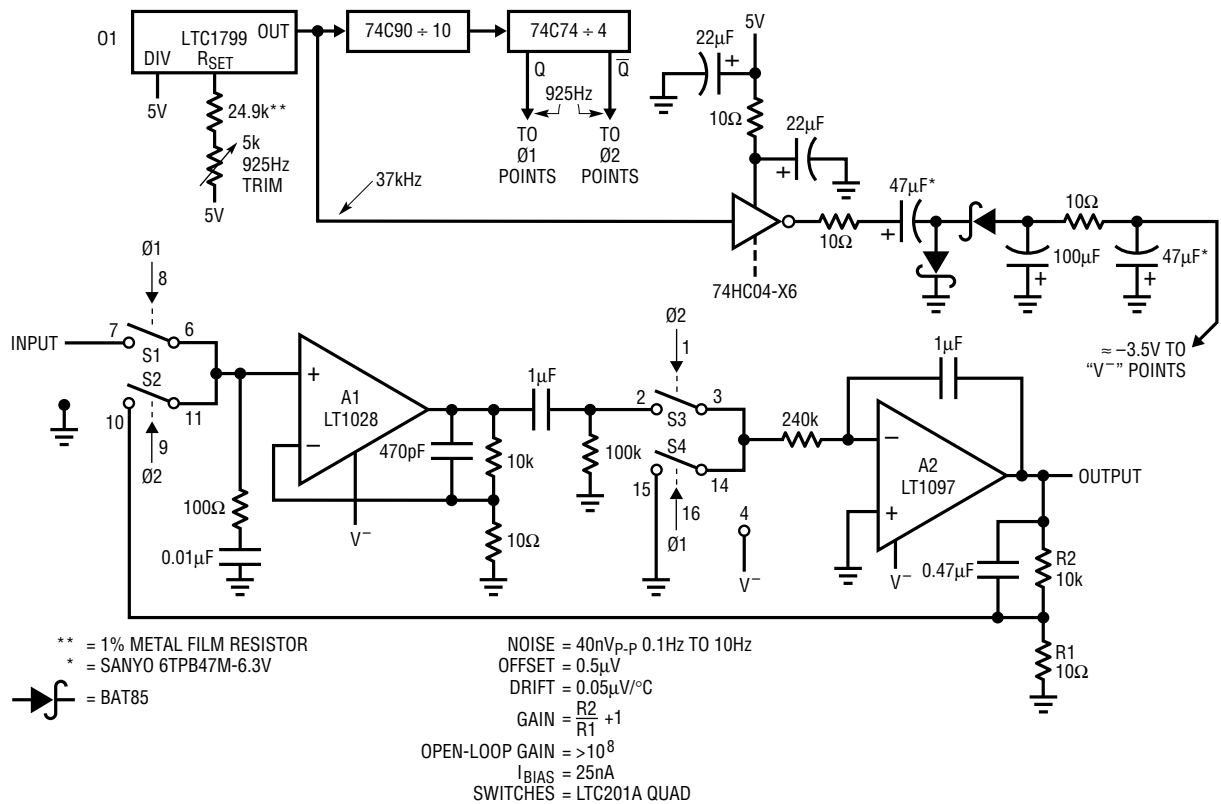 01
LTC1799
OUT
DIV
RSET
5V
24.9k**
5k
925Hz
TRIM
5V
74C90 ÷ 10
74C74 ÷ 4
Q
Q̅
925Hz
TO
Ø1
POINTS
TO
Ø2
POINTS
37kHz
5V
22µF
+
10Ω
22µF
+
10Ω
74HC04-X6
47µF*
+
100µF
+
10Ω
47µF*
+
≈ –3.5V TO
“V–” POINTS
INPUT
Ø1
8
7
6
S1
S2
10
11
9
Ø2
100Ω
0.01µF
+
–
A1
LT1028
V–
470pF
10k
10Ω
1µF
100k
Ø2
1
2
3
S3
S4
15
14
16
Ø1
4
V–
240k
1µF
–
+
A2
LT1097
V–
OUTPUT
0.47µF
R2
10k
R1
10Ω
** = 1% METAL FILM RESISTOR
* = SANYO 6TPB47M-6.3V
= BAT85
NOISE = 40nVP-P 0.1Hz TO 10Hz
OFFSET = 0.5µV
DRIFT = 0.05µV/°C
GAIN = R2/R1 +1
OPEN-LOOP GAIN = >10⁸
IBIAS = 25nA
SWITCHES = LTC201A QUAD